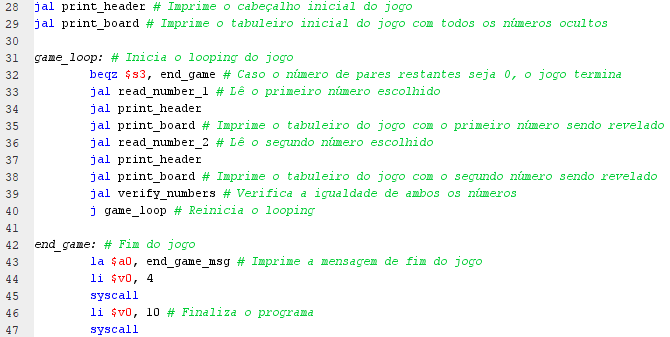 28 jal print_header # Imprime o cabeçalho inicial do jogo
29 jal print_board # Imprime o tabuleiro inicial do jogo com todos os números ocultos
30
31 game_loop: # Inicia o looping do jogo
32 beqz $s3, end_game # Caso o número de pares restantes seja 0, o jogo termina
33 jal read_number_1 # Lê o primeiro número escolhido
34 jal print_header
35 jal print_board # Imprime o tabuleiro do jogo com o primeiro número sendo revelado
36 jal read_number_2 # Lê o segundo número escolhido
37 jal print_header
38 jal print_board # Imprime o tabuleiro do jogo com o segundo número sendo revelado
39 jal verify_numbers # Verifica a igualdade de ambos os números
40 j game_loop # Reinicia o looping
41
42 end_game: # Fim do jogo
43 la $a0, end_game_msg # Imprime a mensagem de fim do jogo
44 li $v0, 4
45 syscall
46 li $v0, 10 # Finaliza o programa
47 syscall